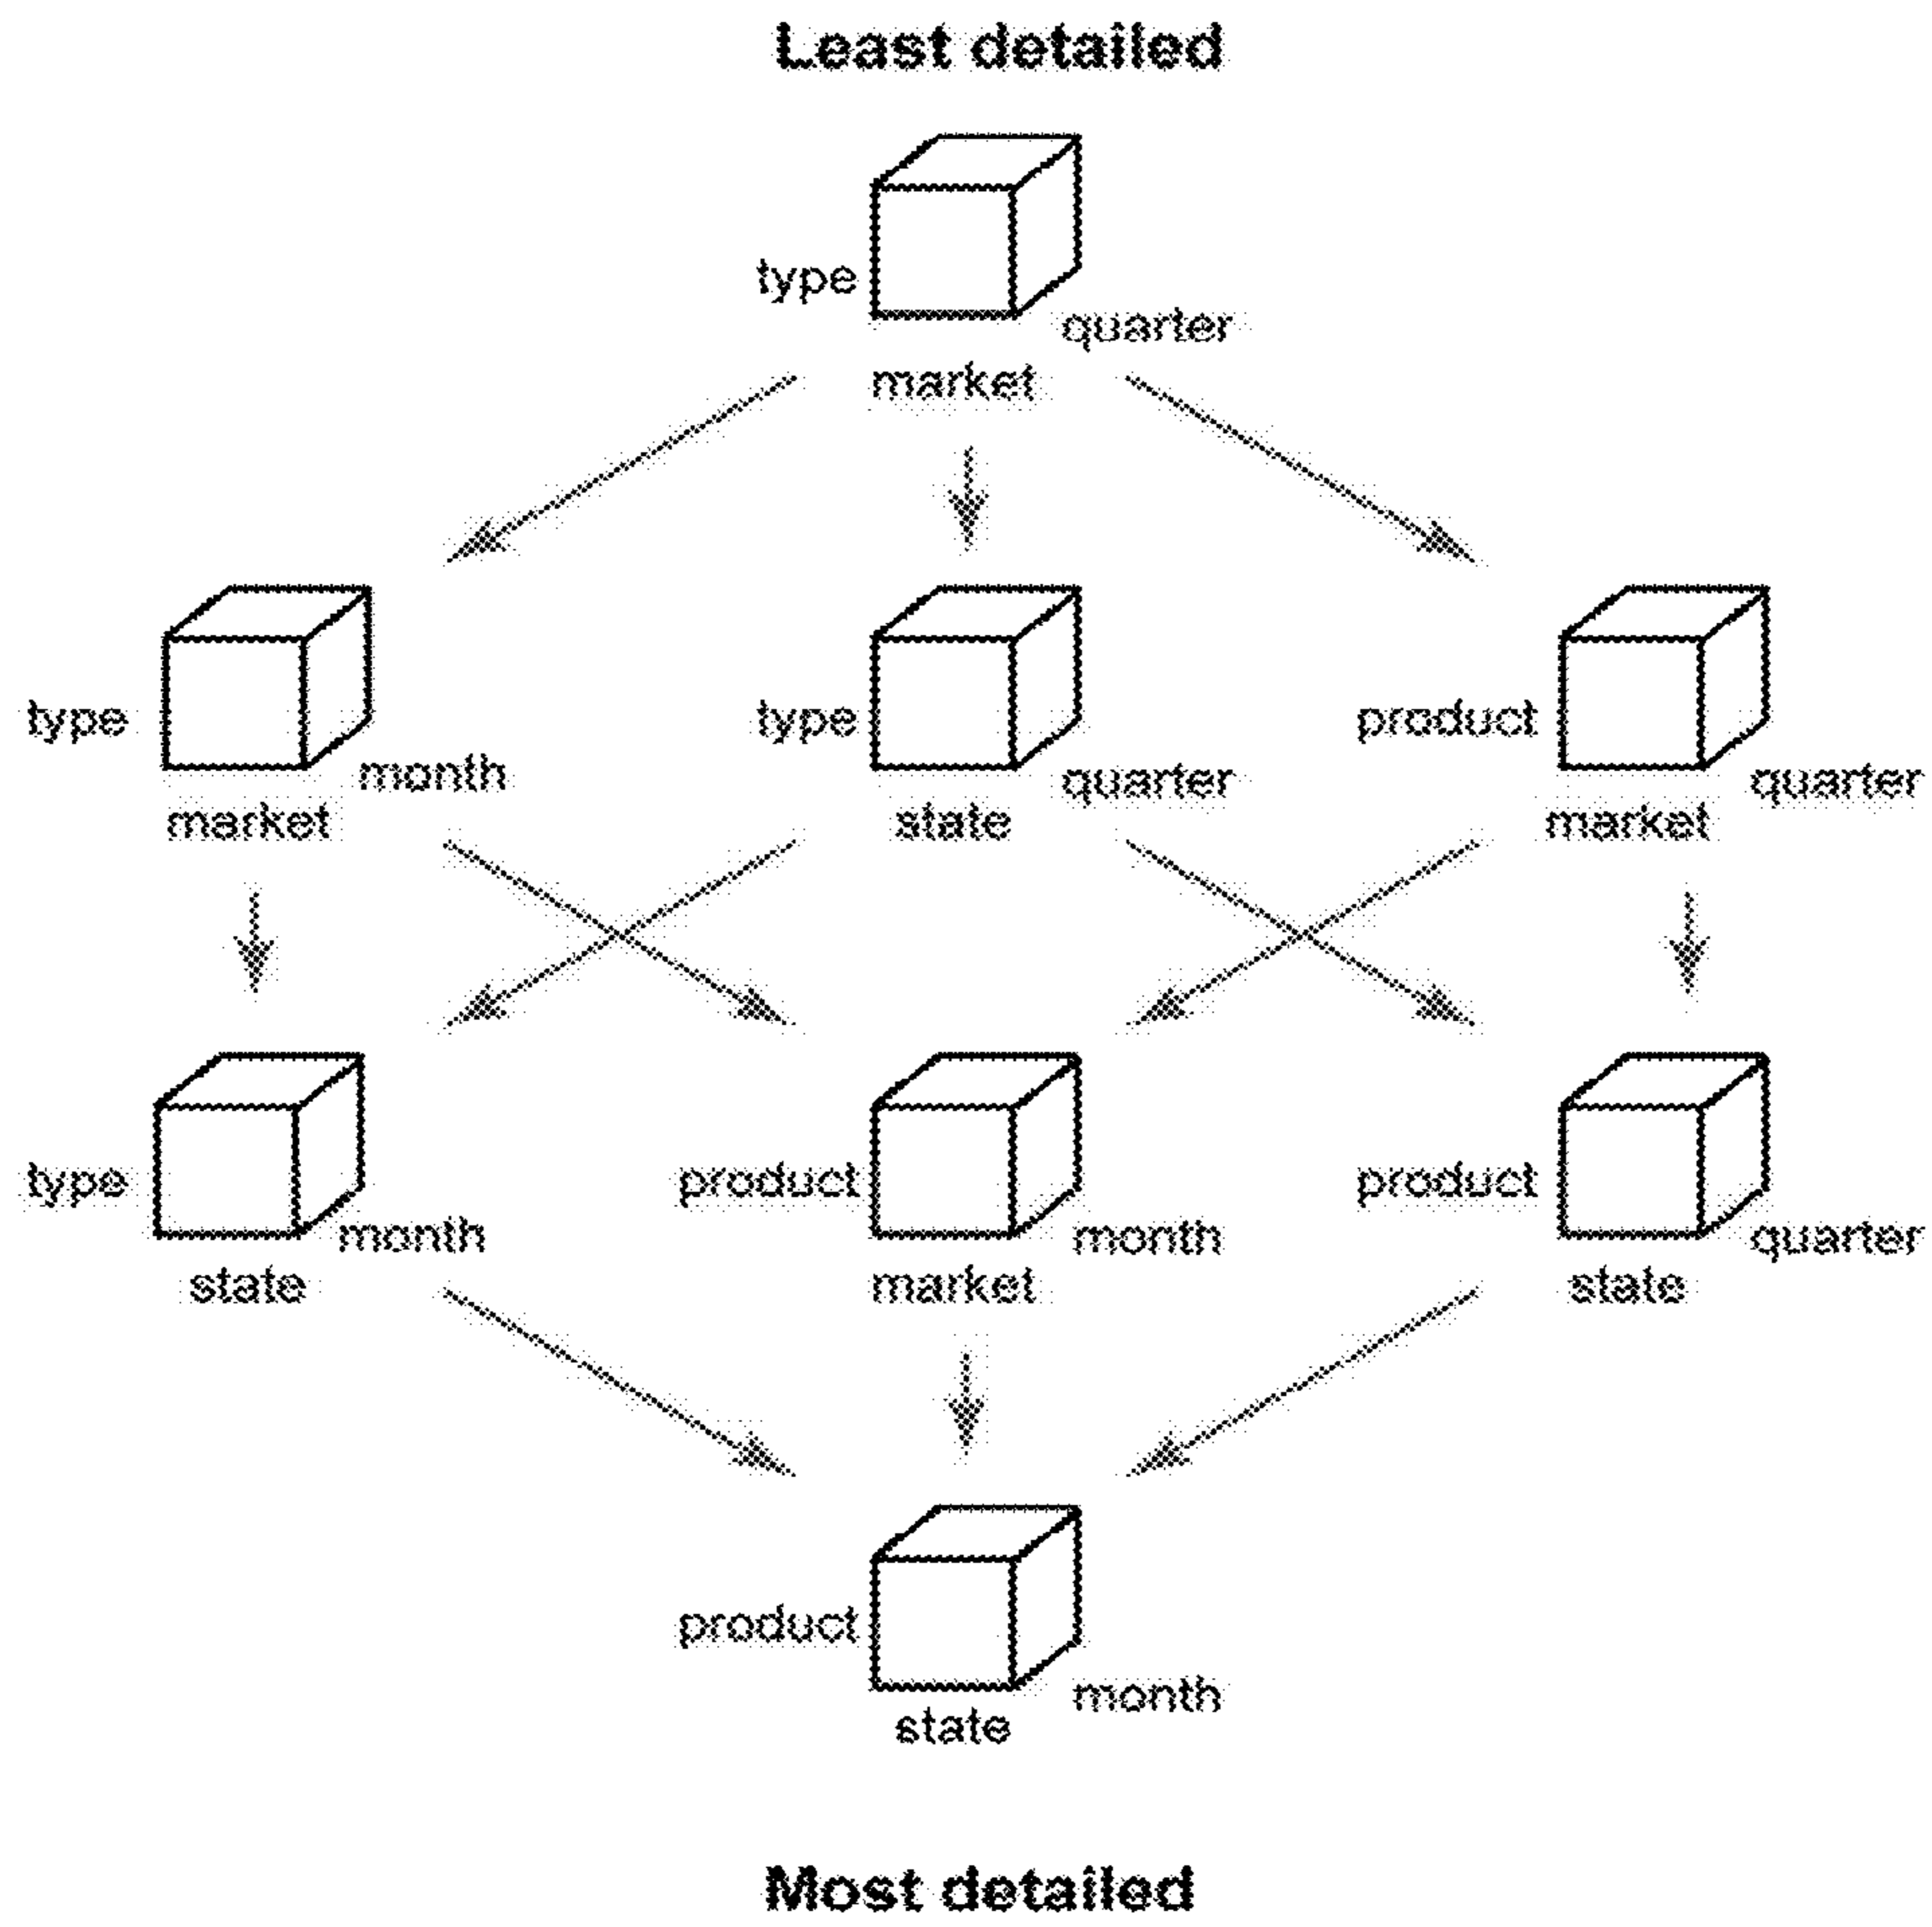 Least detailed
type
quarter
market
type
month
market
type
quarter
state
product
quarter
market
type
month
state
product
month
market
product
quarter
state
product
month
state
Most detailed